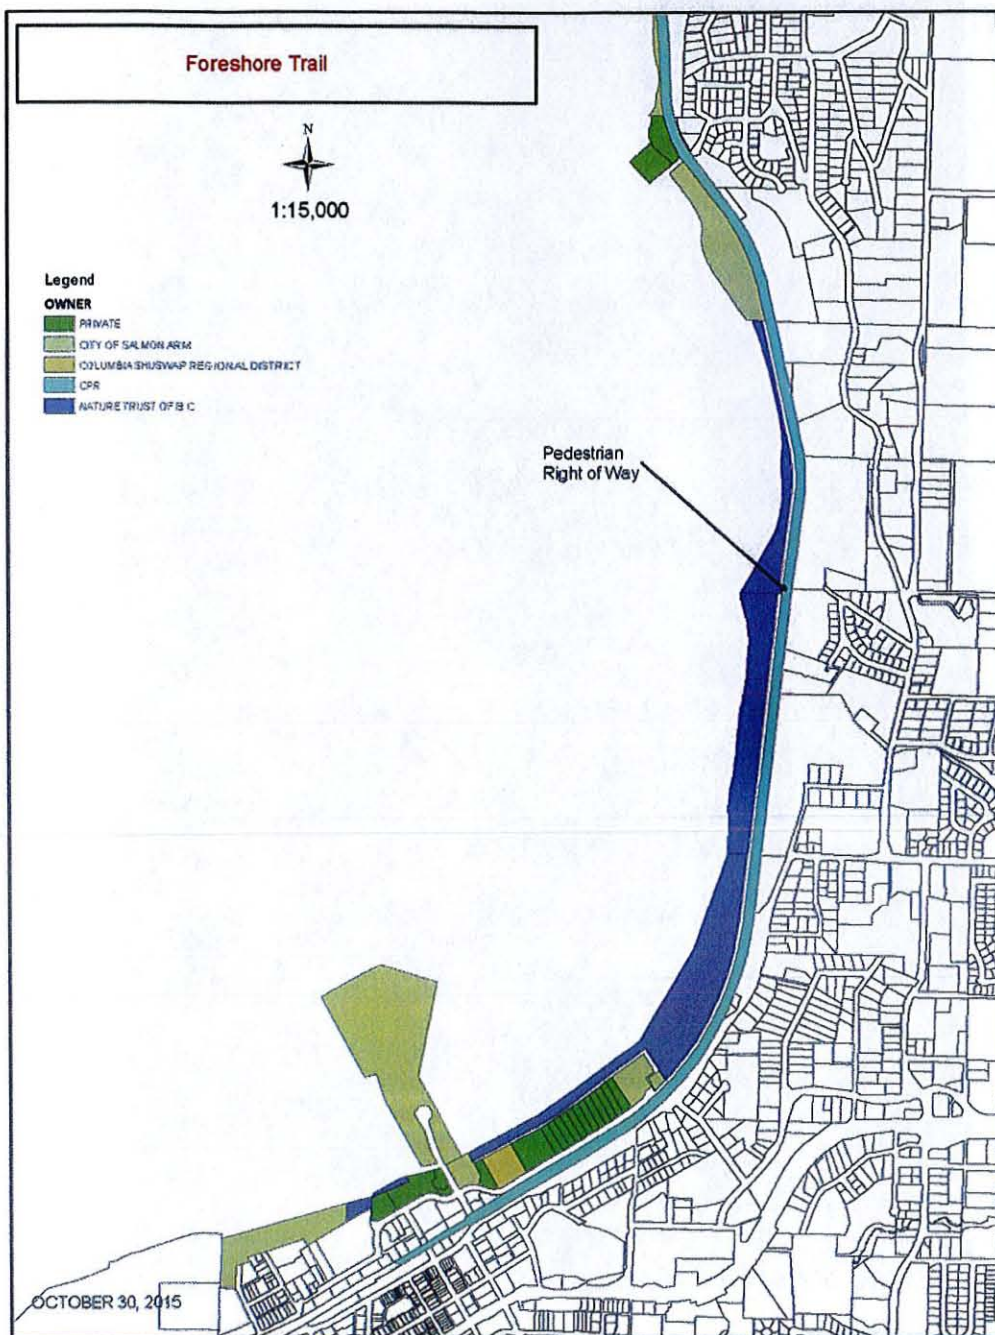 Foreshore Trail
N
1:15,000
Legend
OWNER
PRIVATE
CITY OF SALMON ARM
COLUMBIA SHUSWAP REGIONAL DISTRICT
CPR
NATURE TRUST OF B C
Pedestrian
Right of Way
OCTOBER 30, 2015